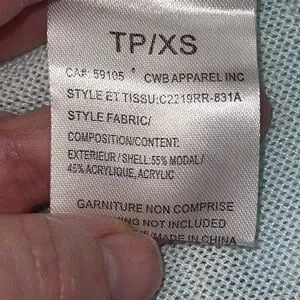 TP/XS
CA#: 59105 * CWB APPAREL INC
STYLE ET TISSU:C2219RR-831A
STYLE FABRIC/
COMPOSITION/CONTENT:
EXTERIEUR/SHELL:55% MODAL/
45% ACRYLIQUE, ACRYLIC
GARNITURE NON COMPRISE
NG NOT INCLUDED
/MADE IN CHINA